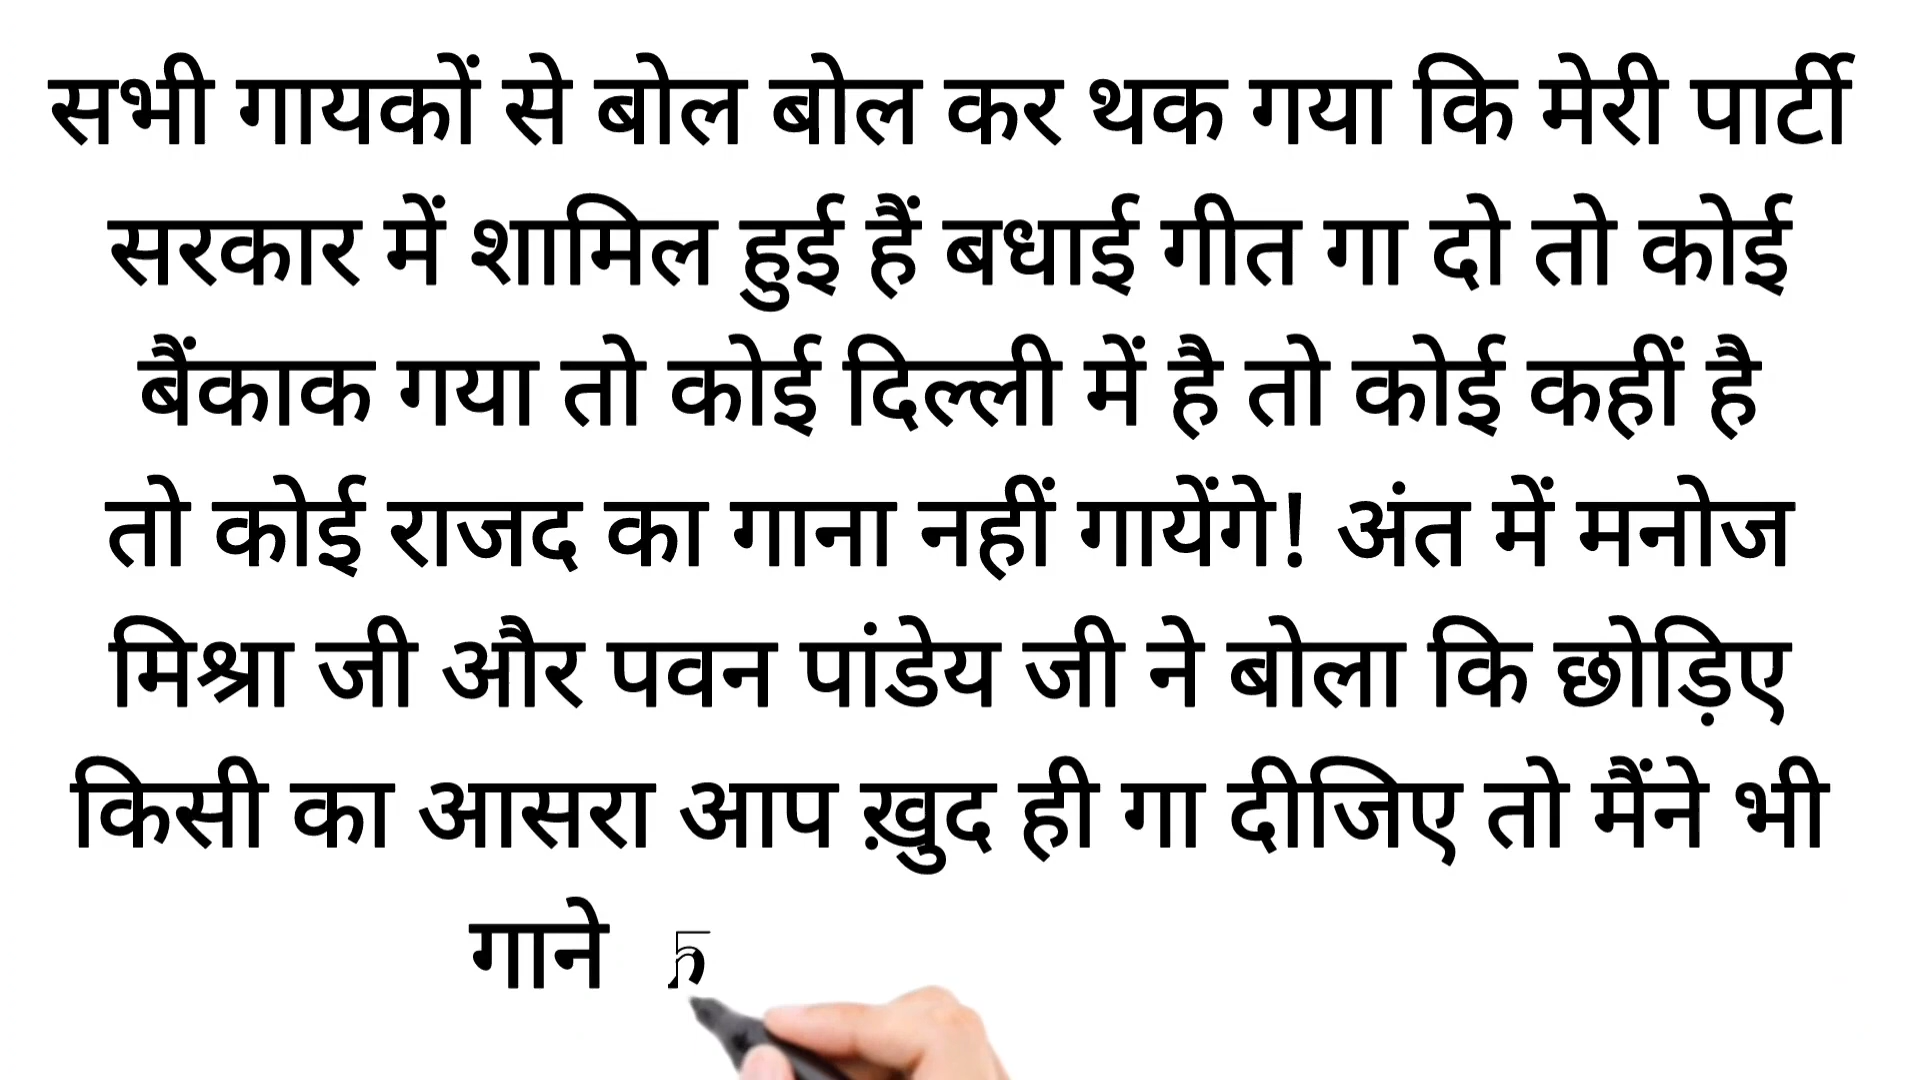 सभी गायकों से बोल बोल कर थक गया कि मेरी पार्टी
सरकार में शामिल हुई हैं बधाई गीत गा दो तो कोई
बैंकाक गया तो कोई दिल्ली में है तो कोई कहीं है
तो कोई राजद का गाना नहीं गायेंगे! अंत में मनोज
मिश्रा जी और पवन पांडेय जी ने बोला कि छोड़िए
किसी का आसरा आप ख़ुद ही गा दीजिए तो मैंने भी
गाने